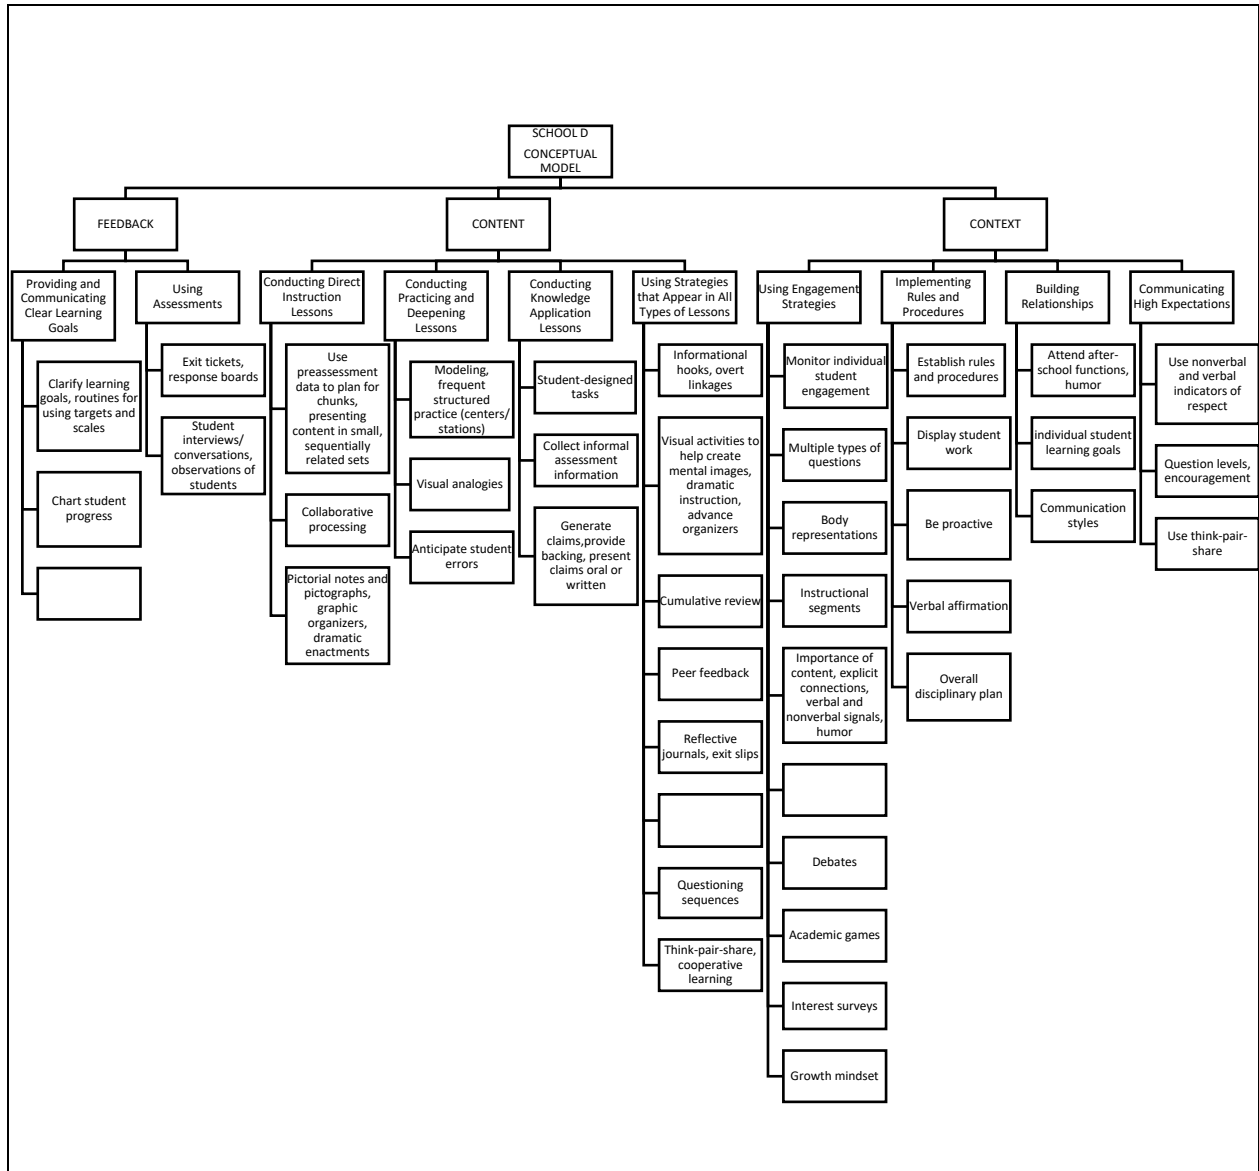 SCHOOL D
CONCEPTUAL
MODEL
FEEDBACK
CONTENT
CONTEXT
Providing and
Communicating
Clear Learning
Goals
Clarify learning
goals, routines for
using targets and
scales
Chart student
progress
Using
Assessments
Exit tickets,
response boards
Student
interviews/
conversations,
observations of
students
Conducting Direct
Instruction
Lessons
Use
preassessment
data to plan for
chunks,
presenting
content in small,
sequentially
related sets
Collaborative
processing
Pictorial notes and
pictographs,
graphic
organizers,
dramatic
enactments
Conducting
Practicing and
Deepening
Lessons
Modeling,
frequent
structured
practice (centers/
stations)
Visual analogies
Anticipate student
errors
Conducting
Knowledge
Application
Lessons
Student-designed
tasks
Collect informal
assessment
information
Generate
claims,provide
backing, present
claims oral or
written
Using Strategies
that Appear in All
Types of Lessons
Informational
hooks, overt
linkages
Visual activities to
help create
mental images,
dramatic
instruction,
advance
organizers
Cumulative review
Peer feedback
Reflective
journals, exit slips
Questioning
sequences
Think-pair-share,
cooperative
learning
Using Engagement
Strategies
Monitor individual
student
engagement
Multiple types of
questions
Body
representations
Instructional
segments
Importance of
content, explicit
connections,
verbal and
nonverbal signals,
humor
Debates
Academic games
Interest surveys
Growth mindset
Implementing
Rules and
Procedures
Establish rules
and procedures
Display student
work
Be proactive
Verbal affirmation
Overall
disciplinary plan
Building
Relationships
Attend after-
school functions,
humor
individual student
learning goals
Communication
styles
Communicating
High Expectations
Use nonverbal
and verbal
indicators of
respect
Question levels,
encouragement
Use think-pair-
share